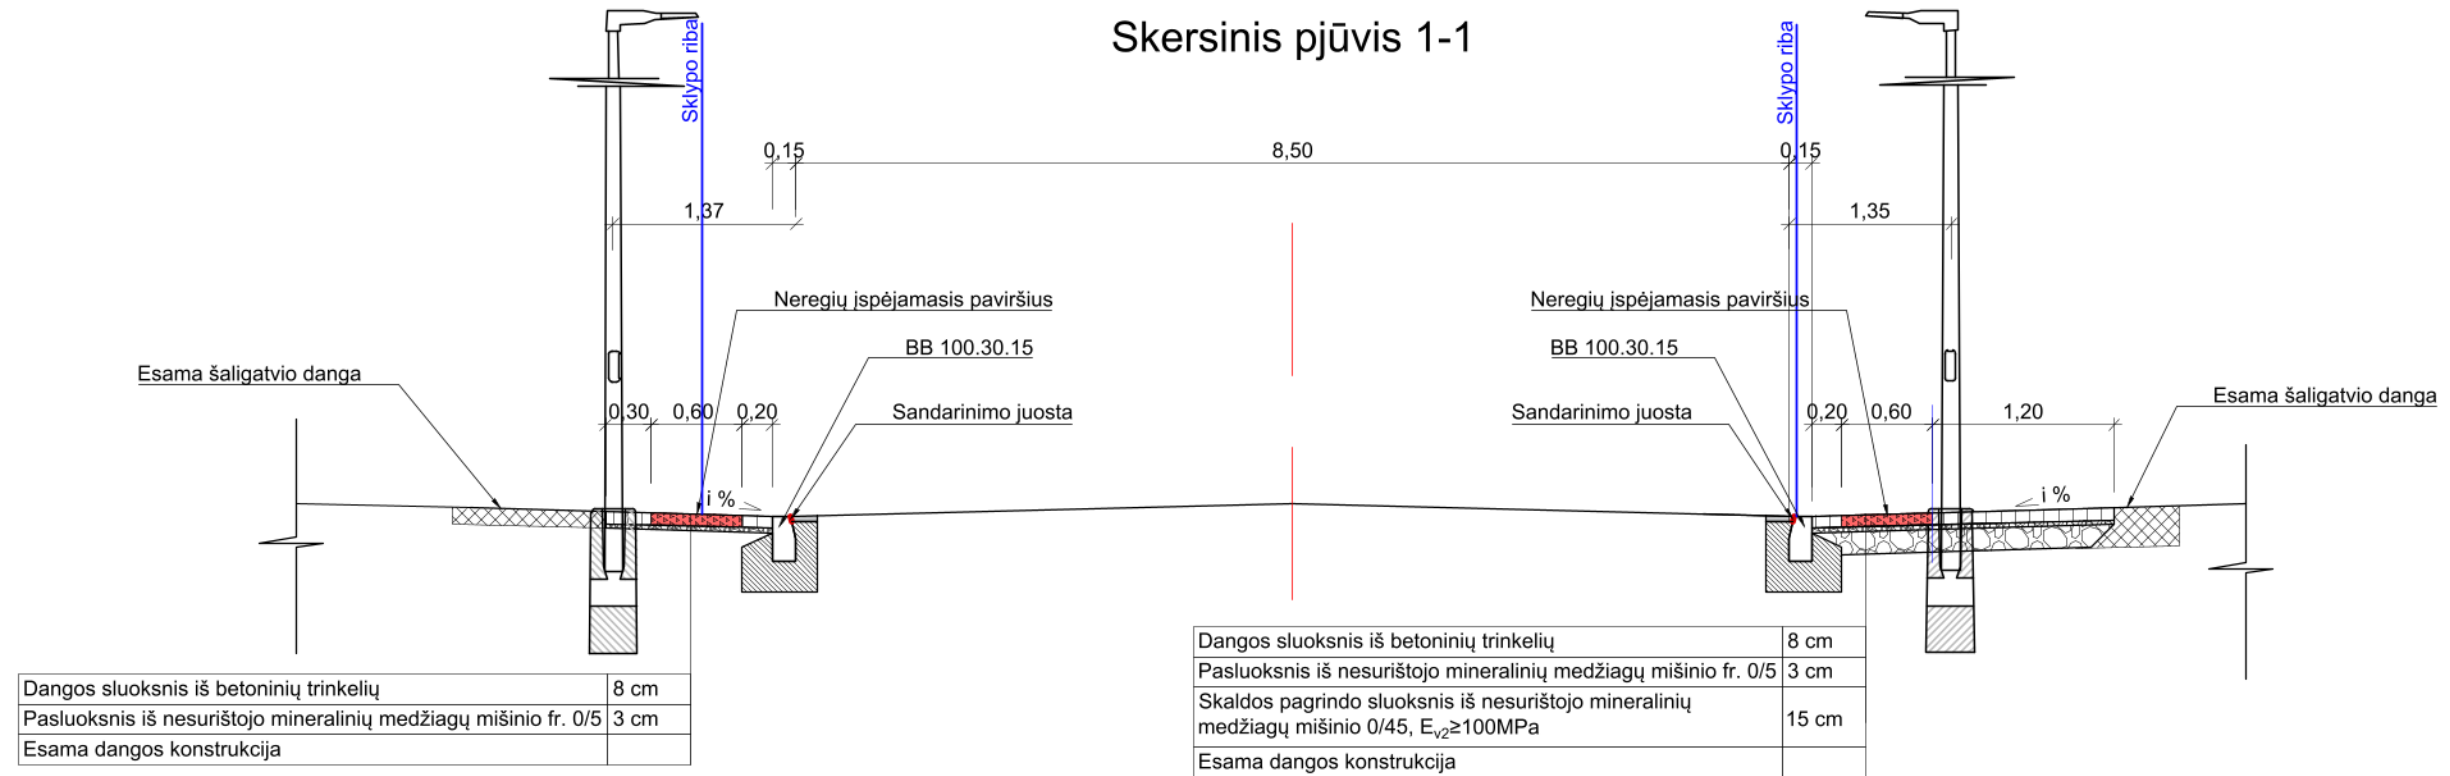 Skersinis pjūvis 1-1
Sklypo riba
Sklypo riba
0,15
8,50
0,15
1,37
1,35
Neregių įspėjamasis paviršius
Neregių įspėjamasis paviršius
BB 100.30.15
BB 100.30.15
Esama šaligatvio danga
Esama šaligatvio danga
0,30
0,60
0,20
Sandarinimo juosta
Sandarinimo juosta
0,20
0,60
1,20
i %
i %
Dangos sluoksnis iš betoninių trinkelių 8 cm
Pasluoksnis iš nesurištojo mineralinių medžiagų mišinio fr. 0/5 3 cm
Esama dangos konstrukcija
Dangos sluoksnis iš betoninių trinkelių 8 cm
Pasluoksnis iš nesurištojo mineralinių medžiagų mišinio fr. 0/5 3 cm
Skaldos pagrindo sluoksnis iš nesurištojo mineralinių
medžiagų mišinio 0/45, Ev2≥100MPa 15 cm
Esama dangos konstrukcija